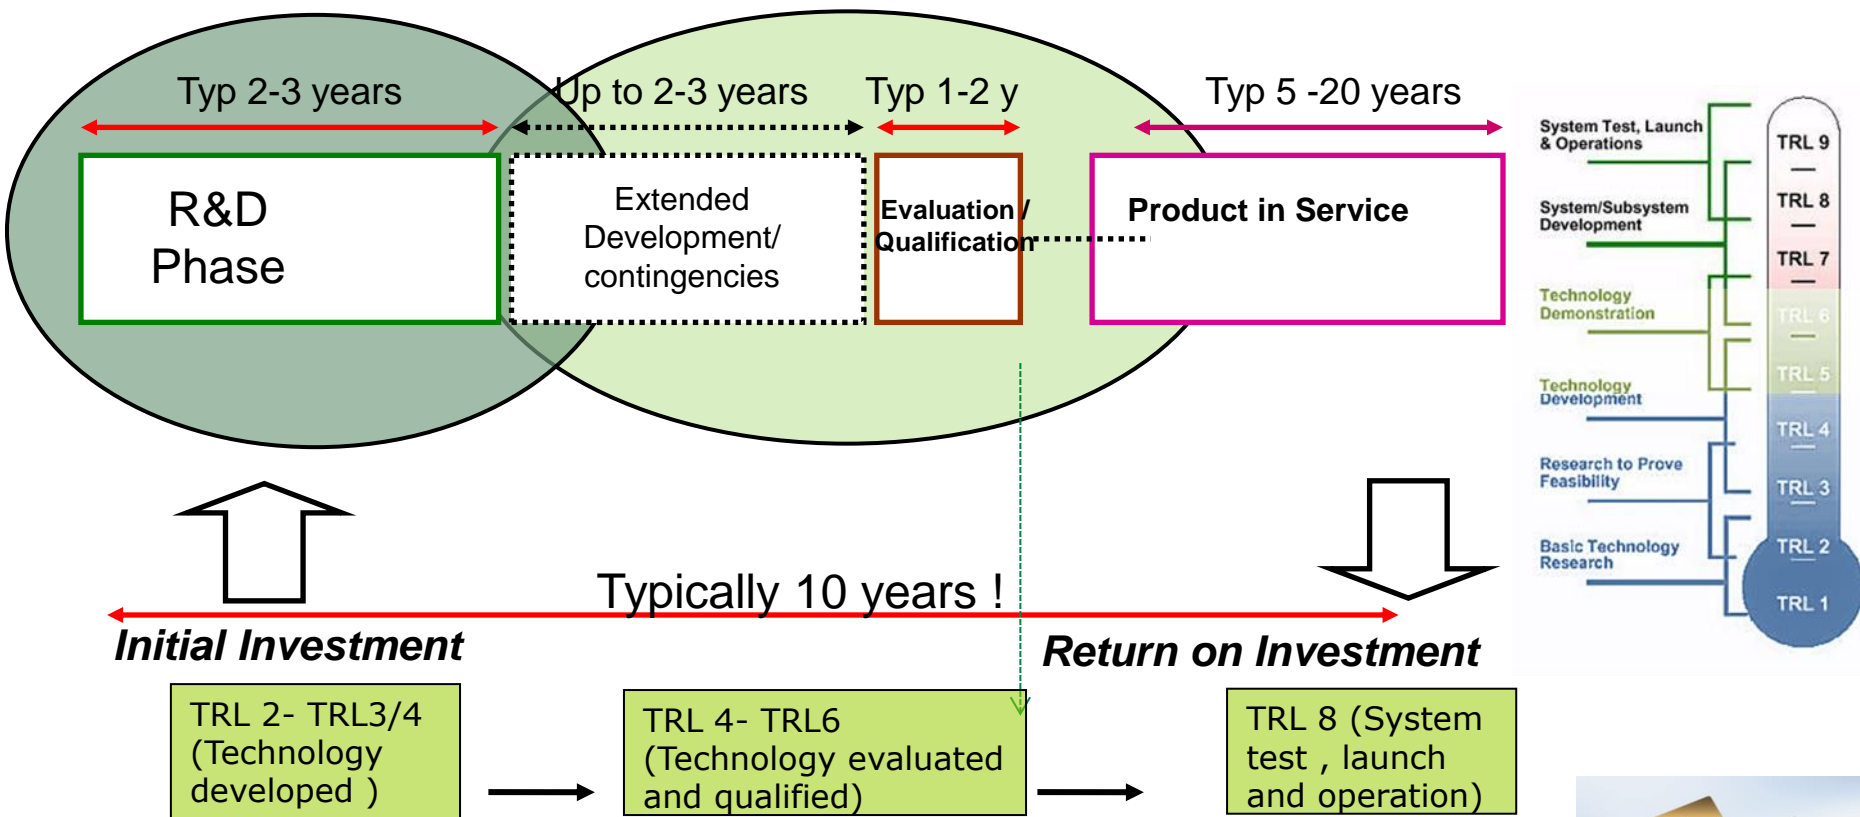 Typ 2-3 years
Up to 2-3 years
Typ 1-2 y
Typ 5 -20 years
R&D
Phase
Extended
Development/
contingencies
Evaluation /
Qualification
Product in Service
Typically 10 years !
Initial Investment
Return on Investment
TRL 2- TRL3/4
(Technology
developed )
TRL 4- TRL6
(Technology evaluated
and qualified)
TRL 8 (System
test , launch
and operation)
System Test, Launch
& Operations
System/Subsystem
Development
Technology
Demonstration
Technology
Development
Research to Prove
Feasibility
Basic Technology
Research
TRL 9
TRL 8
TRL 7
TRL 6
TRL 5
TRL 4
TRL 3
TRL 2
TRL 1